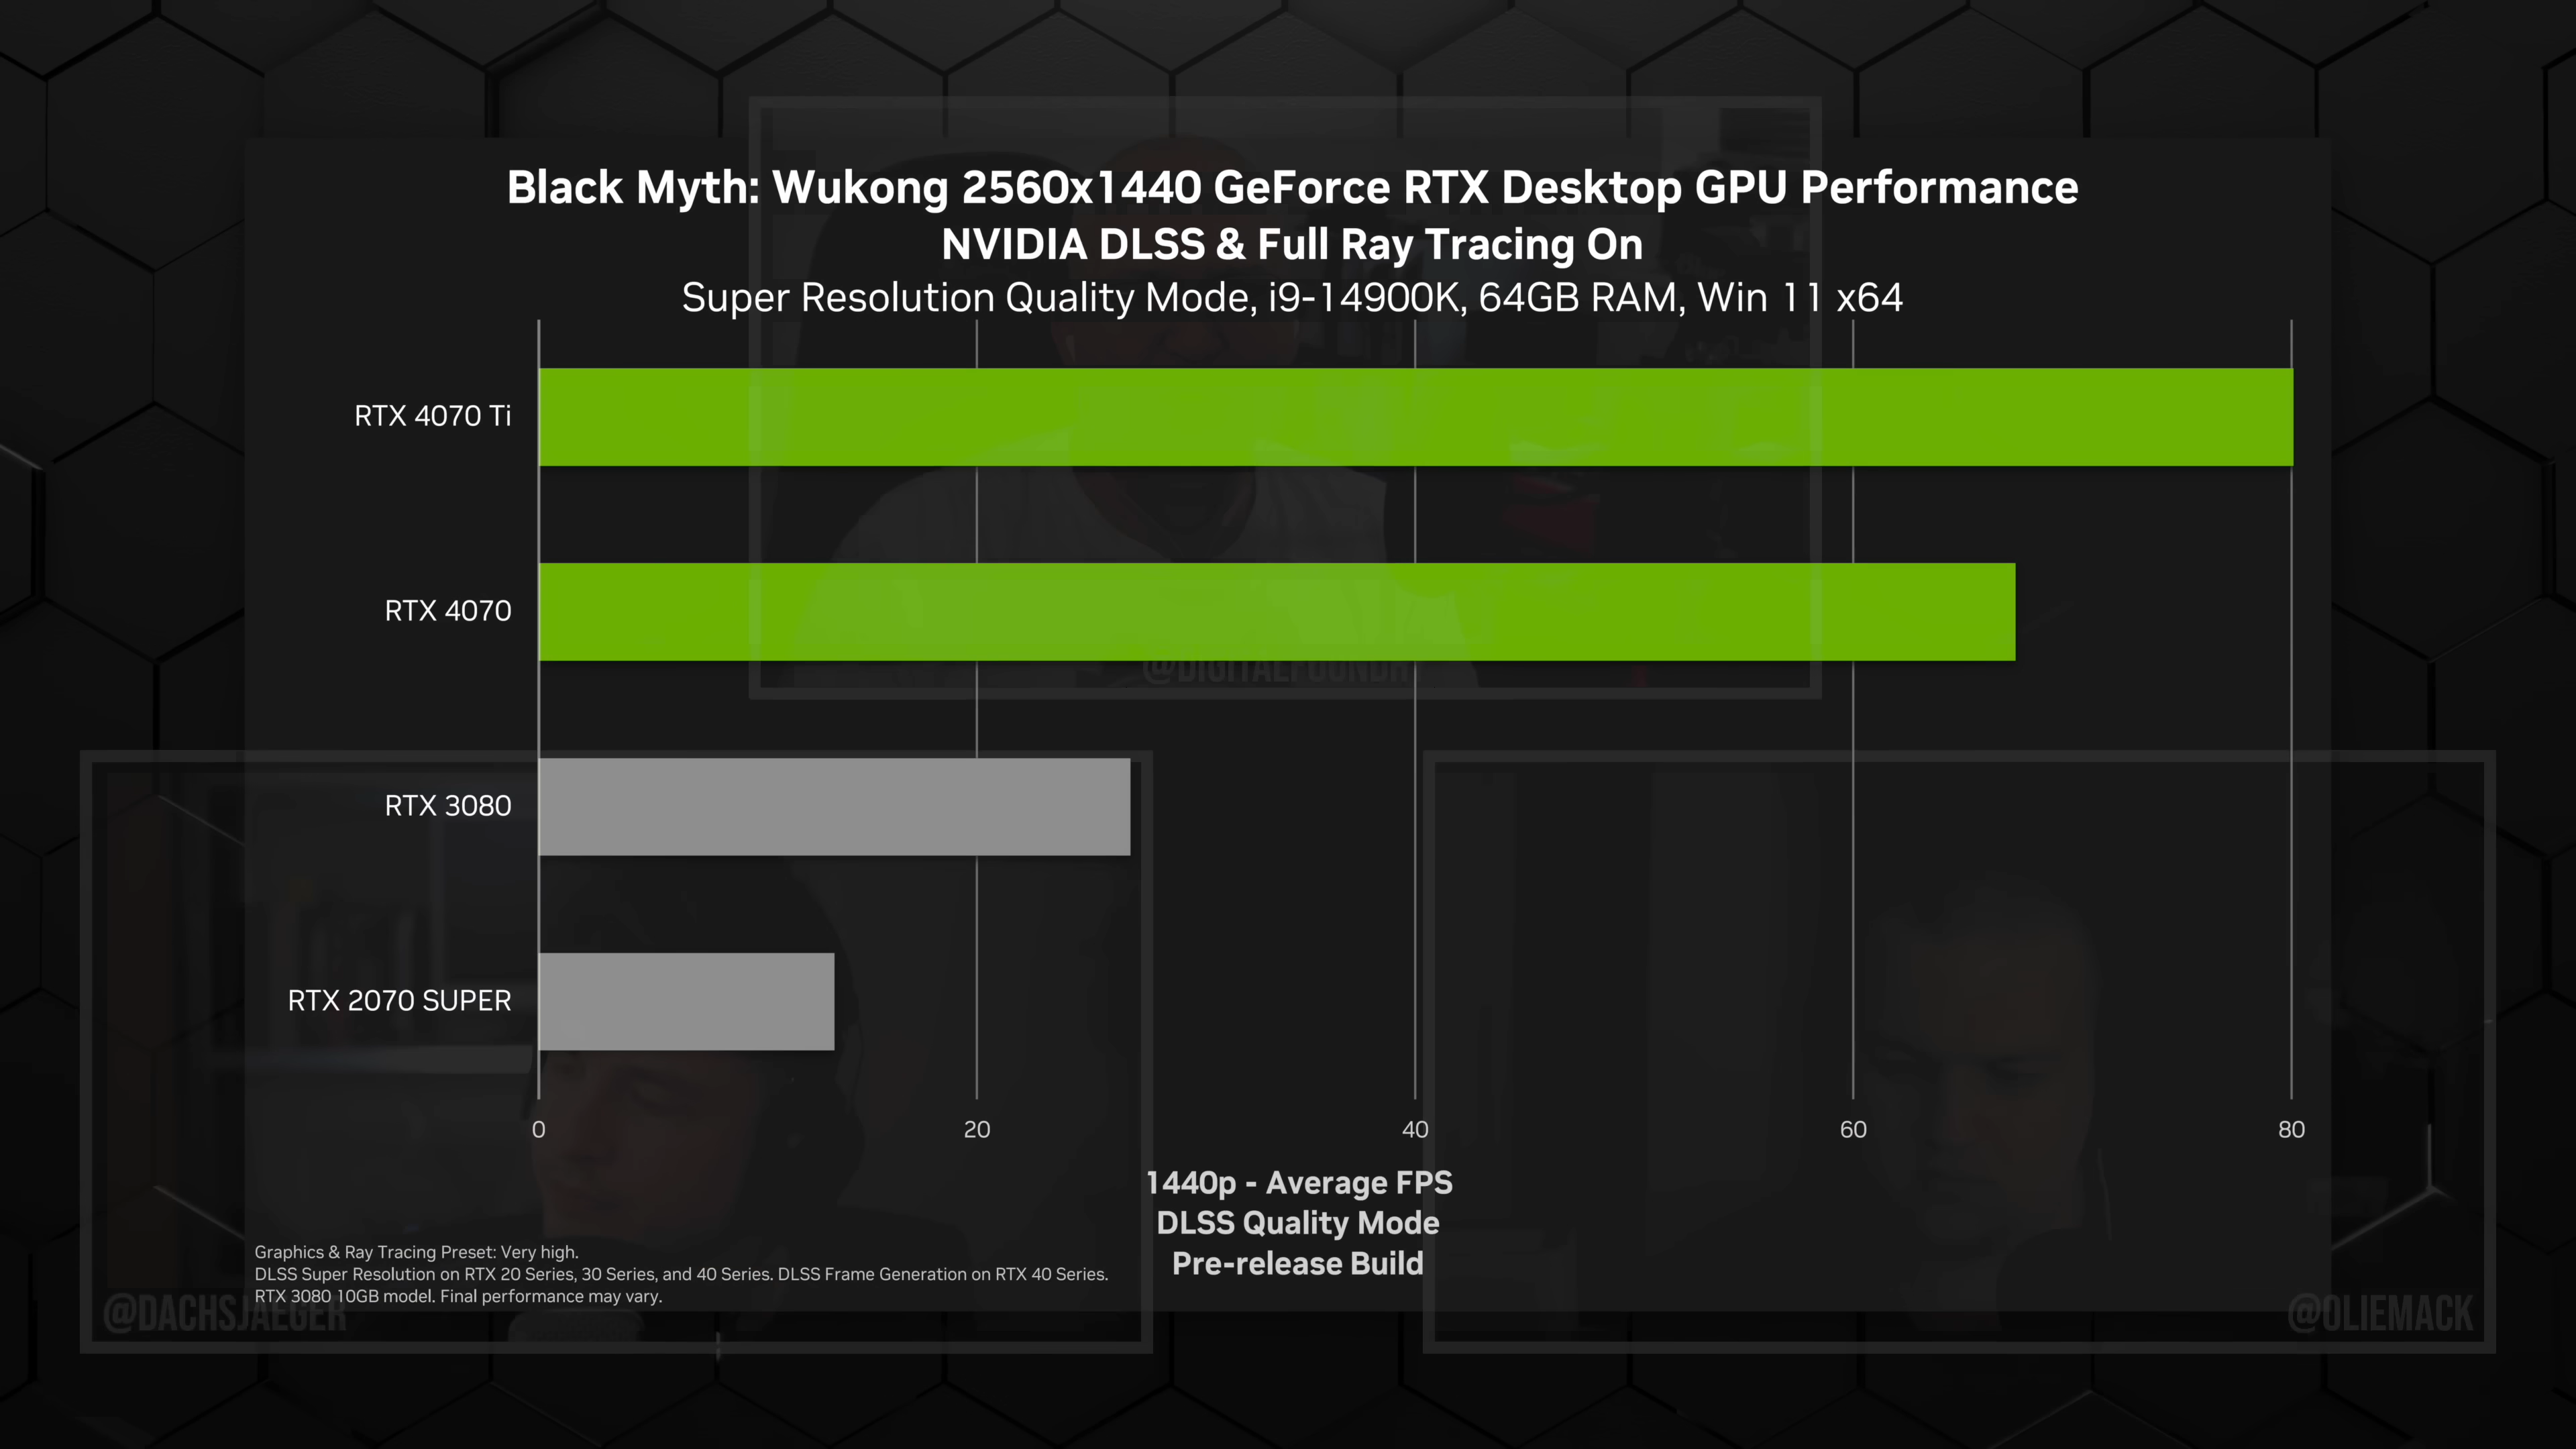 Black Myth: Wukong 2560x1440 GeForce RTX Desktop GPU Performance
NVIDIA DLSS & Full Ray Tracing On
Super Resolution Quality Mode, i9-14900K, 64GB RAM, Win 11 x64
RTX 4070 Ti
RTX 4070
@DIGITALFOUNDR
RTX 3080
RTX 2070 SUPER
0 20 40 60 80
1440p - Average FPS
DLSS Quality Mode
Pre-release Build
Graphics & Ray Tracing Preset: Very high.
DLSS Super Resolution on RTX 20 Series, 30 Series, and 40 Series. DLSS Frame Generation on RTX 40 Series.
RTX 3080 10GB model. Final performance may vary.
@DACHSJAEGER
@OLIEMACK